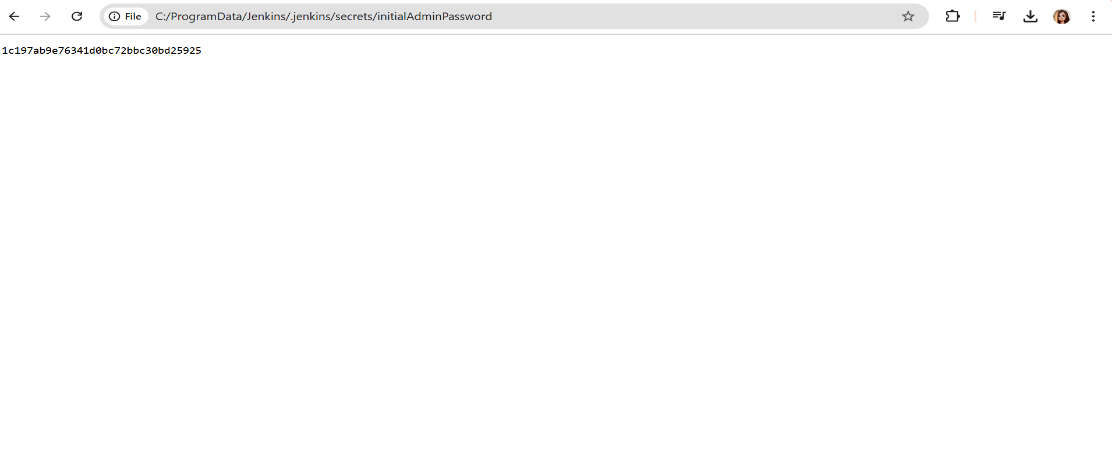 File C:/ProgramData/Jenkins/.jenkins/secrets/initialAdminPassword
1c197ab9e76341d0bc72bbc30bd25925